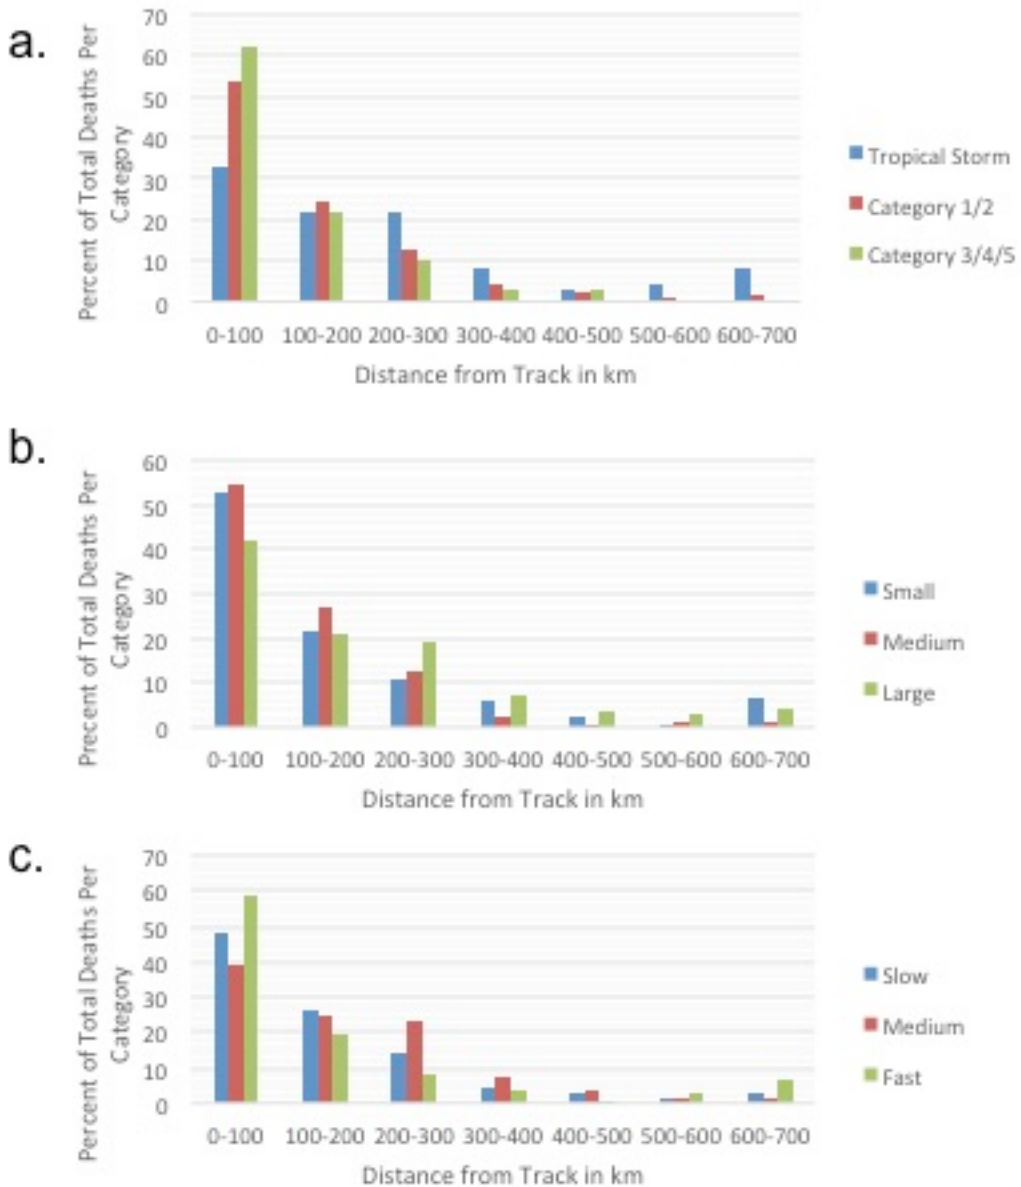 a.
Percent of Total Deaths Per
Category
70
60
50
40
30
20
10
0
0-100 100-200 200-300 300-400 400-500 500-600 600-700
Distance from Track in km
Tropical Storm
Category 1/2
Category 3/4/5
b.
Precent of Total Deaths Per
Category
60
50
40
30
20
10
0
0-100 100-200 200-300 300-400 400-500 500-600 600-700
Distance from Track in km
Small
Medium
Large
c.
Percent of Total Deaths Per
Category
70
60
50
40
30
20
10
0
0-100 100-200 200-300 300-400 400-500 500-600 600-700
Distance from Track in km
Slow
Medium
Fast